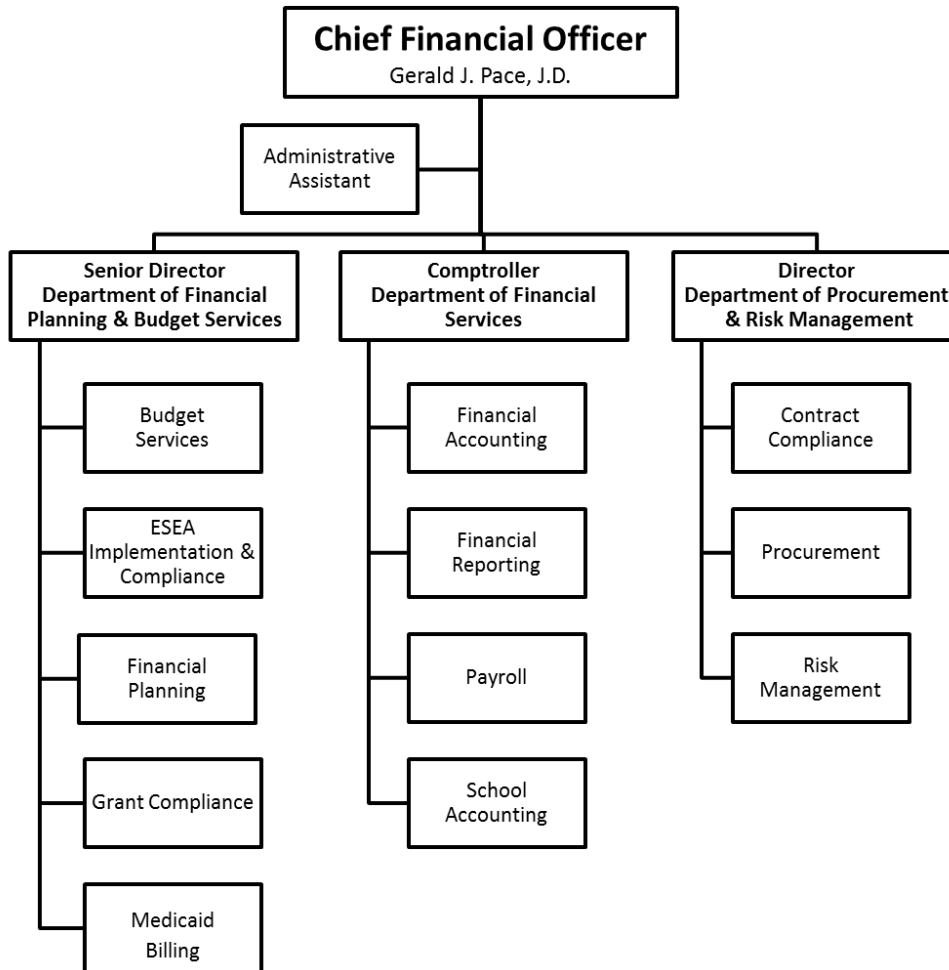 Chief Financial Officer
Gerald J. Pace, J.D.
Administrative
Assistant
Senior Director
Department of Financial
Planning & Budget Services
Comptroller
Department of Financial
Services
Director
Department of Procurement
& Risk Management
Budget
Services
ESEA
Implementation &
Compliance
Financial
Planning
Grant Compliance
Medicaid
Billing
Financial
Accounting
Financial
Reporting
Payroll
School
Accounting
Contract
Compliance
Procurement
Risk
Management